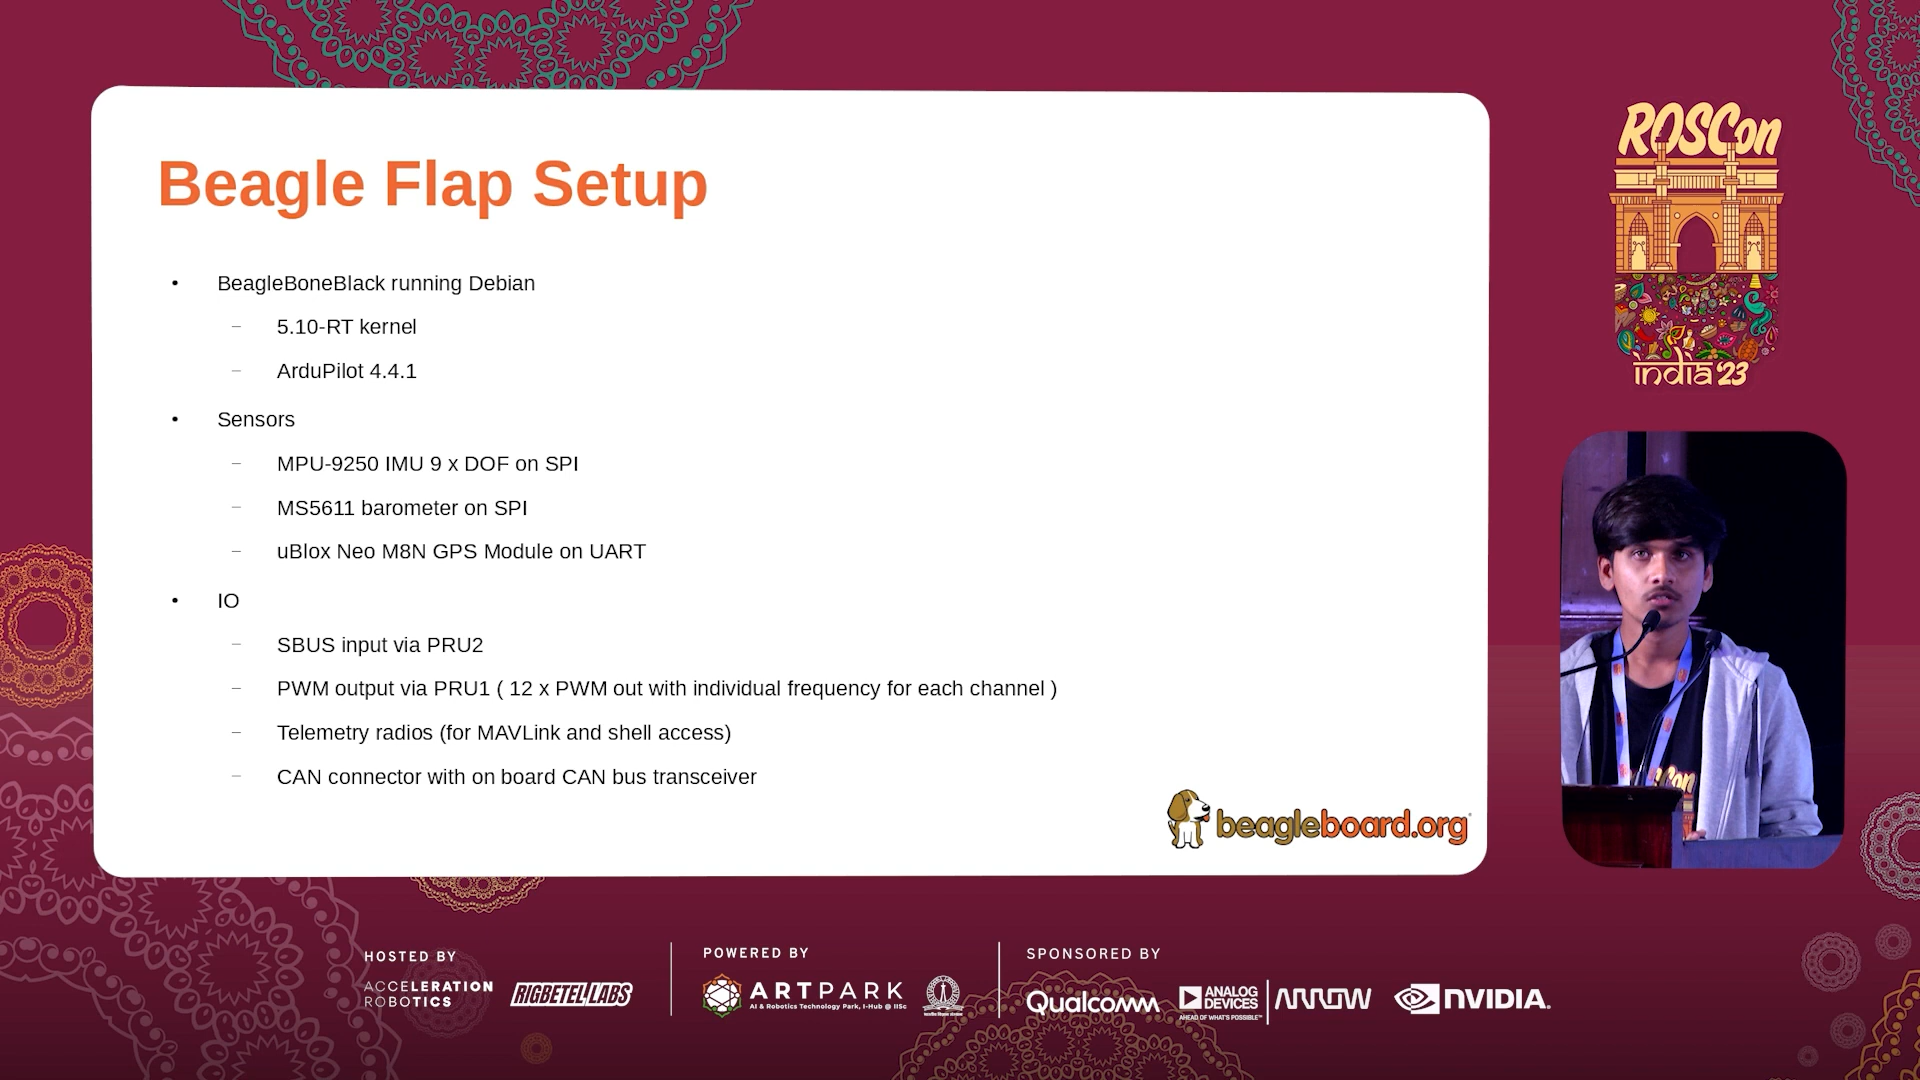 ROSCon
india '23
Beagle Flap Setup
• BeagleBoneBlack running Debian
– 5.10-RT kernel
– ArduPilot 4.4.1
• Sensors
– MPU-9250 IMU 9 x DOF on SPI
– MS5611 barometer on SPI
– uBlox Neo M8N GPS Module on UART
• IO
– SBUS input via PRU2
– PWM output via PRU1 ( 12 x PWM out with individual frequency for each channel )
– Telemetry radios (for MAVLink and shell access)
– CAN connector with on board CAN bus transceiver
beagleboard.org
HOSTED BY
ACCELERATION
ROBOTICS
RIGBETEL LABS
POWERED BY
ARTPARK
AI & Robotics Technology Park, I-Hub @ IISc
SPONSORED BY
Qualcomm
ANALOG
DEVICES
AHEAD OF WHAT'S POSSIBLE™
ARROW
NVIDIA.